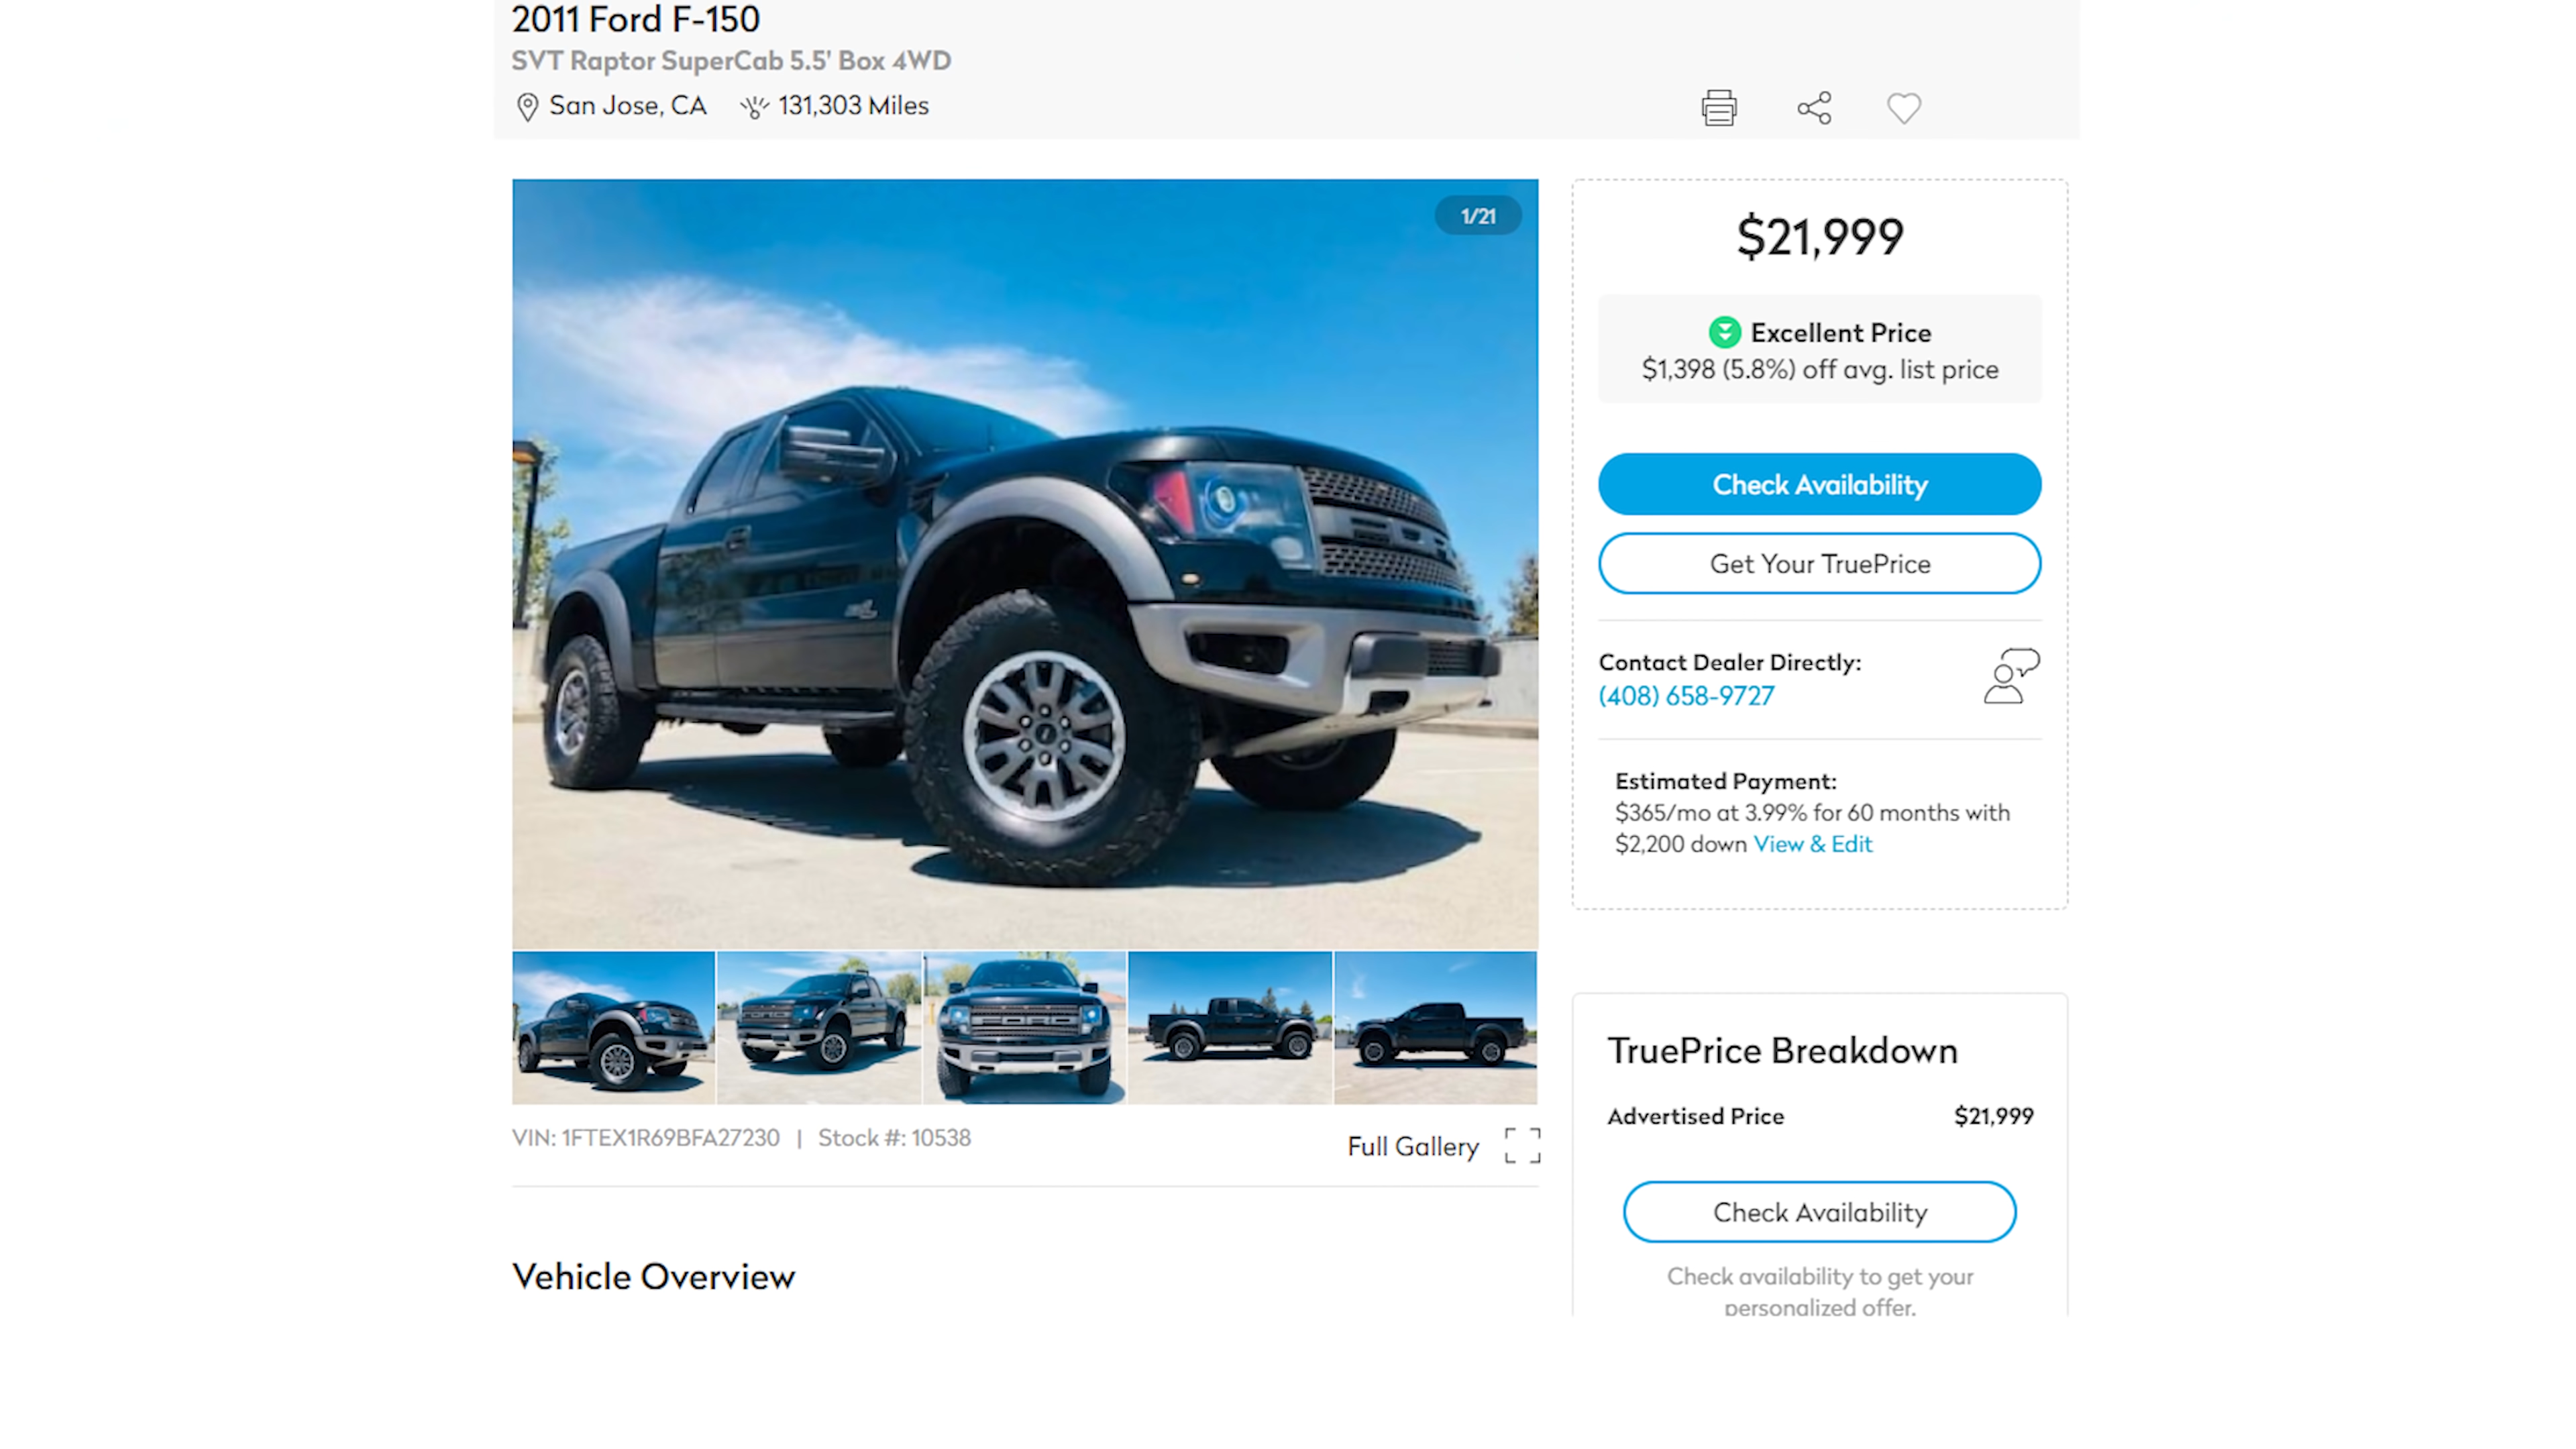 2011 Ford F-150
SVT Raptor SuperCab 5.5' Box 4WD
San Jose, CA 131,303 Miles
1/21
$21,999
Excellent Price
$1,398 (5.8%) off avg. list price
Check Availability
Get Your TruePrice
Contact Dealer Directly:
(408) 658-9727
Estimated Payment:
$365/mo at 3.99% for 60 months with
$2,200 down View & Edit
VIN: 1FTEX1R69BFA27230 | Stock #: 10538
Full Gallery
Vehicle Overview
TruePrice Breakdown
Advertised Price $21,999
Check Availability
Check availability to get your
personalized offer.